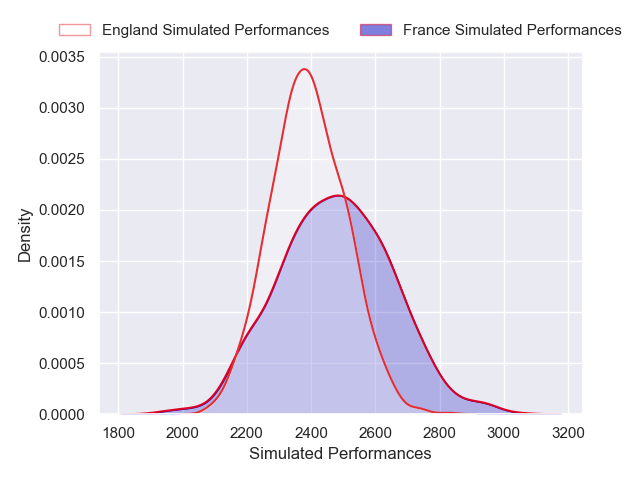 England Simulated Performances France Simulated Performances
0.0035
0.0030
0.0025
0.0020
0.0015
0.0010
0.0005
0.0000
Density
1800 2000 2200 2400 2600 2800 3000 3200
Simulated Performances